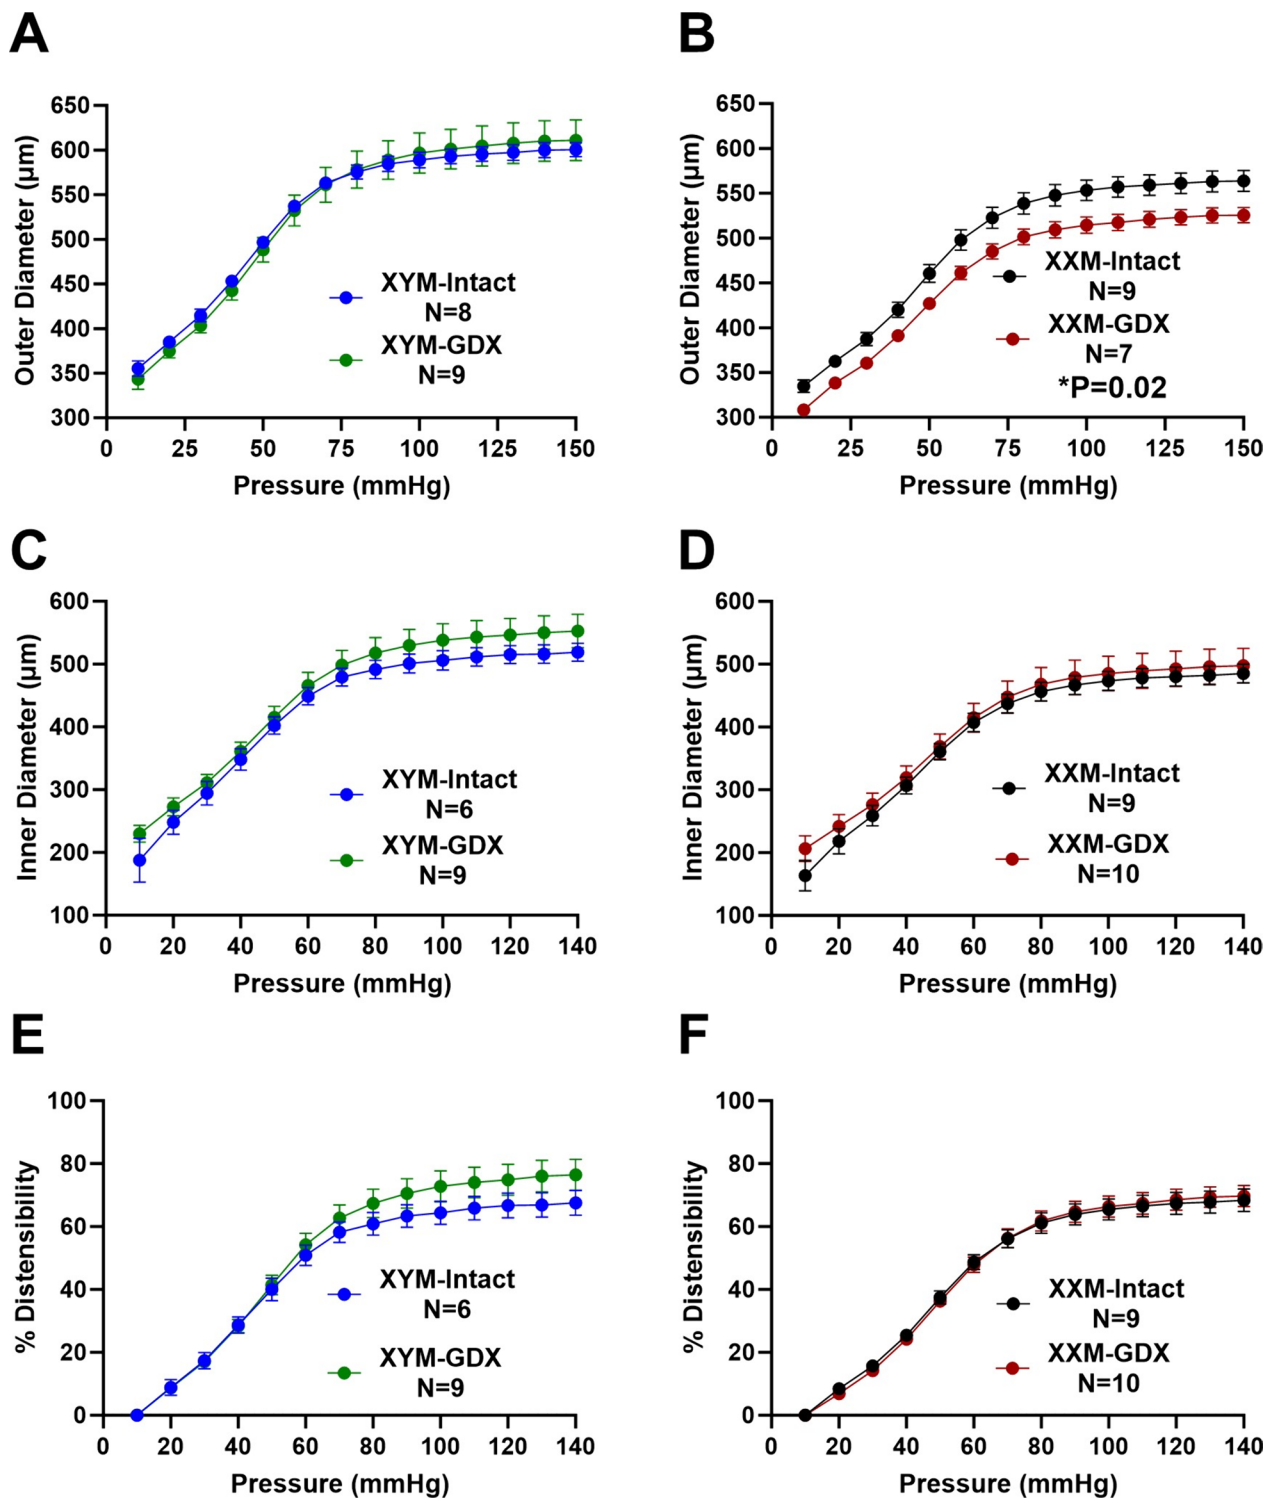 A
650
600
550
500
450
400
350
300
Outer Diameter (µm)
XYM-Intact
N=8
XYM-GDX
N=9
0 25 50 75 100 125 150
Pressure (mmHg)
B
650
600
550
500
450
400
350
300
Outer Diameter (µm)
XXM-Intact
N=9
XXM-GDX
N=7
*P=0.02
0 25 50 75 100 125 150
Pressure (mmHg)
C
600
500
400
300
200
100
Inner Diameter (µm)
XYM-Intact
N=6
XYM-GDX
N=9
0 20 40 60 80 100 120 140
Pressure (mmHg)
D
600
500
400
300
200
100
Inner Diameter (µm)
XXM-Intact
N=9
XXM-GDX
N=10
0 20 40 60 80 100 120 140
Pressure (mmHg)
E
100
80
60
40
20
0
% Distensibility
XYM-Intact
N=6
XYM-GDX
N=9
0 20 40 60 80 100 120 140
Pressure (mmHg)
F
100
80
60
40
20
0
% Distensibility
XXM-Intact
N=9
XXM-GDX
N=10
0 20 40 60 80 100 120 140
Pressure (mmHg)